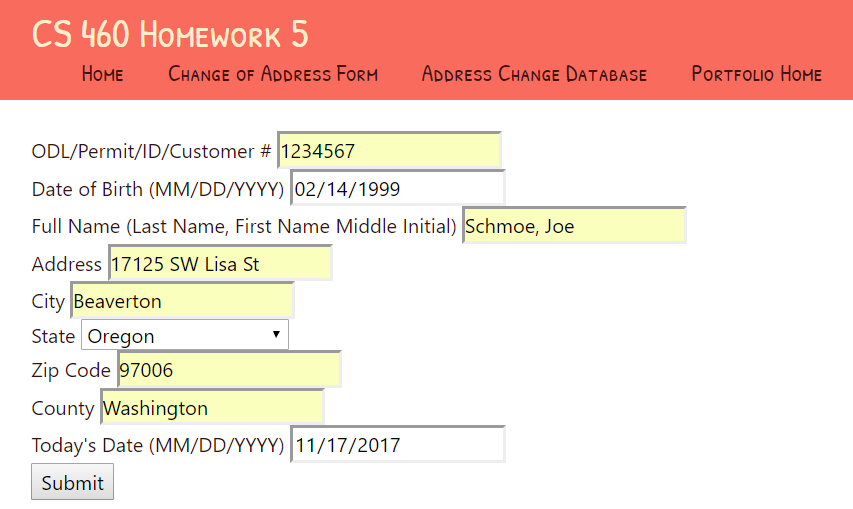 CS 460 Homework 5
Home Change of Address Form Address Change Database Portfolio Home
ODL/Permit/ID/Customer # 1234567
Date of Birth (MM/DD/YYYY) 02/14/1999
Full Name (Last Name, First Name Middle Initial) Schmoe, Joe
Address 17125 SW Lisa St
City Beaverton
State Oregon
Zip Code 97006
County Washington
Today's Date (MM/DD/YYYY) 11/17/2017
Submit